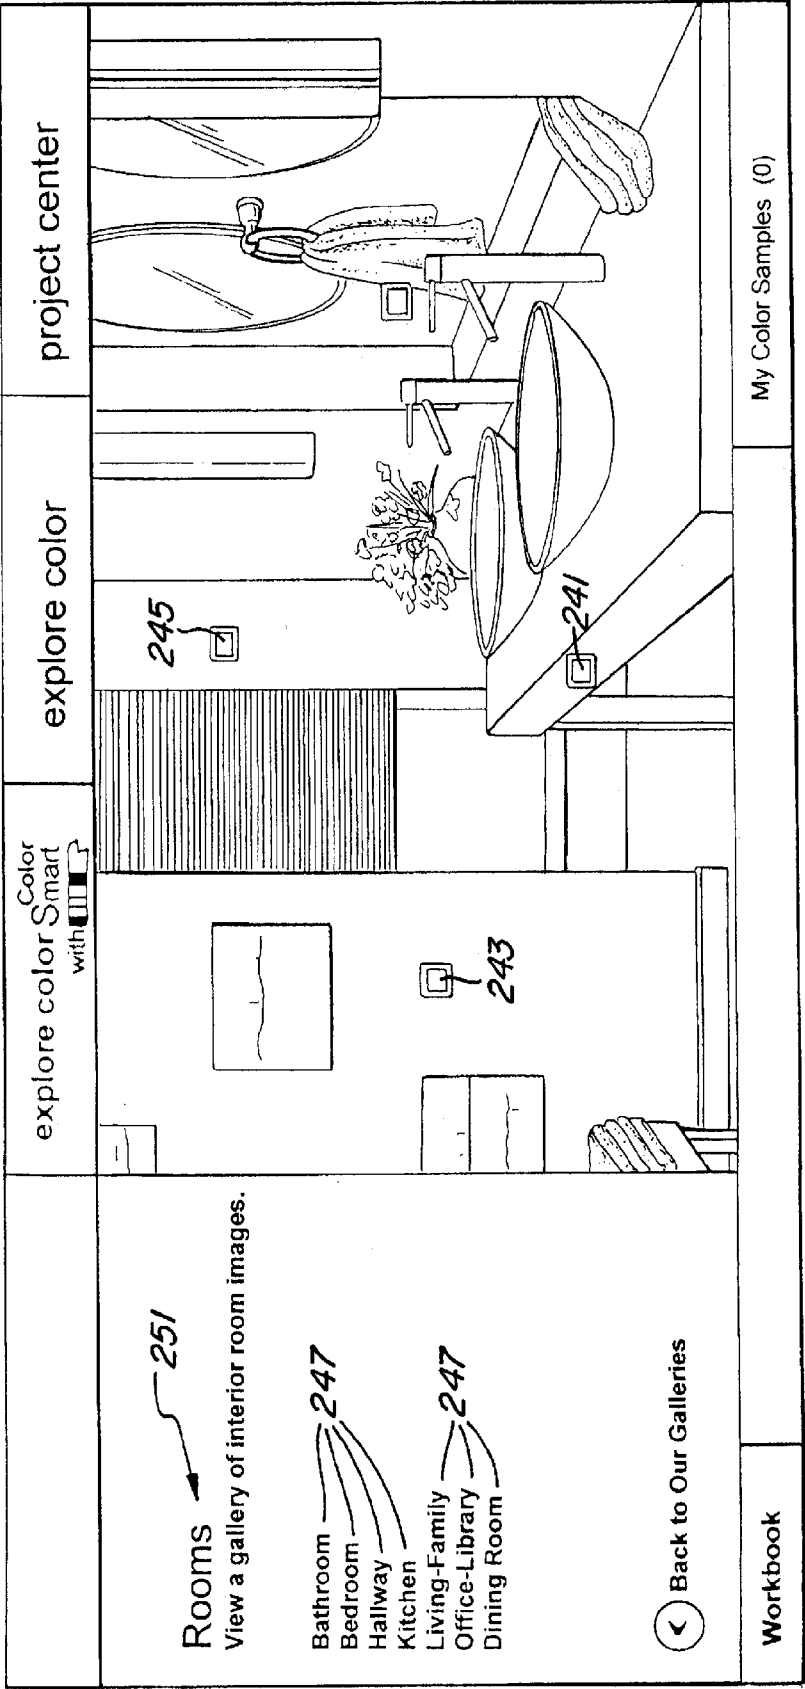 explore color
with
Color
Smart
explore color
project center
Rooms
251
View a gallery of interior room images.
Bathroom
Bedroom
Hallway
Kitchen
247
Living-Family
Office-Library
Dining Room
247
Back to Our Galleries
243
245
241
Workbook
My Color Samples (0)